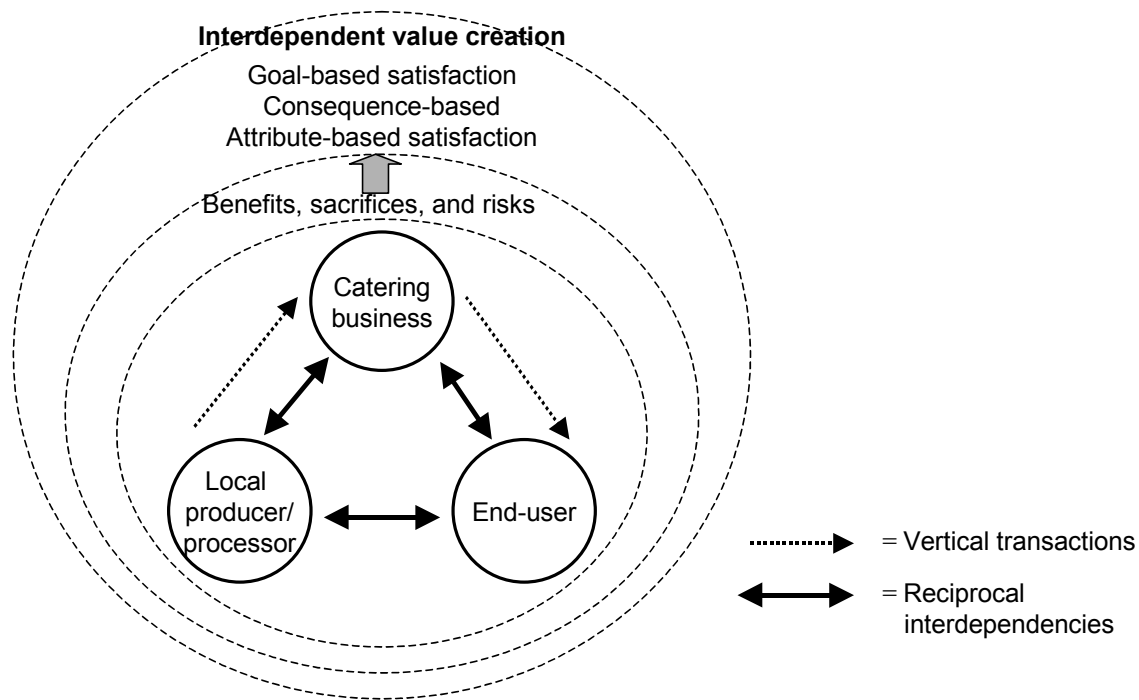 Interdependent value creation
Goal-based satisfaction
Consequence-based
Attribute-based satisfaction
Benefits, sacrifices, and risks
Catering
business
Local
producer/
processor
End-user
= Vertical transactions
= Reciprocal
interdependencies